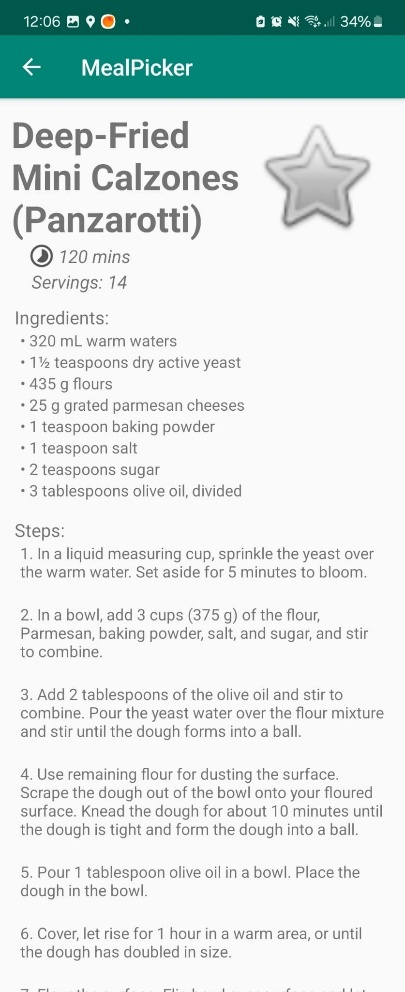 12:06 34%
MealPicker
Deep-Fried
Mini Calzones
(Panzarotti)
120 mins
Servings: 14
Ingredients:
• 320 mL warm waters
• 1½ teaspoons dry active yeast
• 435 g flours
• 25 g grated parmesan cheeses
• 1 teaspoon baking powder
• 1 teaspoon salt
• 2 teaspoons sugar
• 3 tablespoons olive oil, divided
Steps:
1. In a liquid measuring cup, sprinkle the yeast over
the warm water. Set aside for 5 minutes to bloom.
2. In a bowl, add 3 cups (375 g) of the flour,
Parmesan, baking powder, salt, and sugar, and stir
to combine.
3. Add 2 tablespoons of the olive oil and stir to
combine. Pour the yeast water over the flour mixture
and stir until the dough forms into a ball.
4. Use remaining flour for dusting the surface.
Scrape the dough out of the bowl onto your floured
surface. Knead the dough for about 10 minutes until
the dough is tight and form the dough into a ball.
5. Pour 1 tablespoon olive oil in a bowl. Place the
dough in the bowl.
6. Cover, let rise for 1 hour in a warm area, or until
the dough has doubled in size.